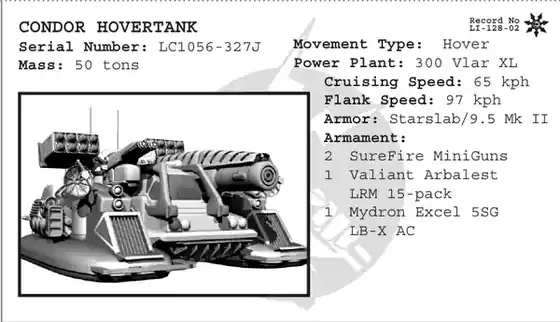 CONDOR HOVERTANK
Serial Number: LC1056-327J
Mass: 50 tons
Record No
LI-128-02
Movement Type: Hover
Power Plant: 300 Vlar XL
Cruising Speed: 65 kph
Flank Speed: 97 kph
Armor: Starslab/9.5 Mk II
Armament:
2 SureFire MiniGuns
1 Valiant Arbalest
LRM 15-pack
1 Mydron Excel 5SG
LB-X AC